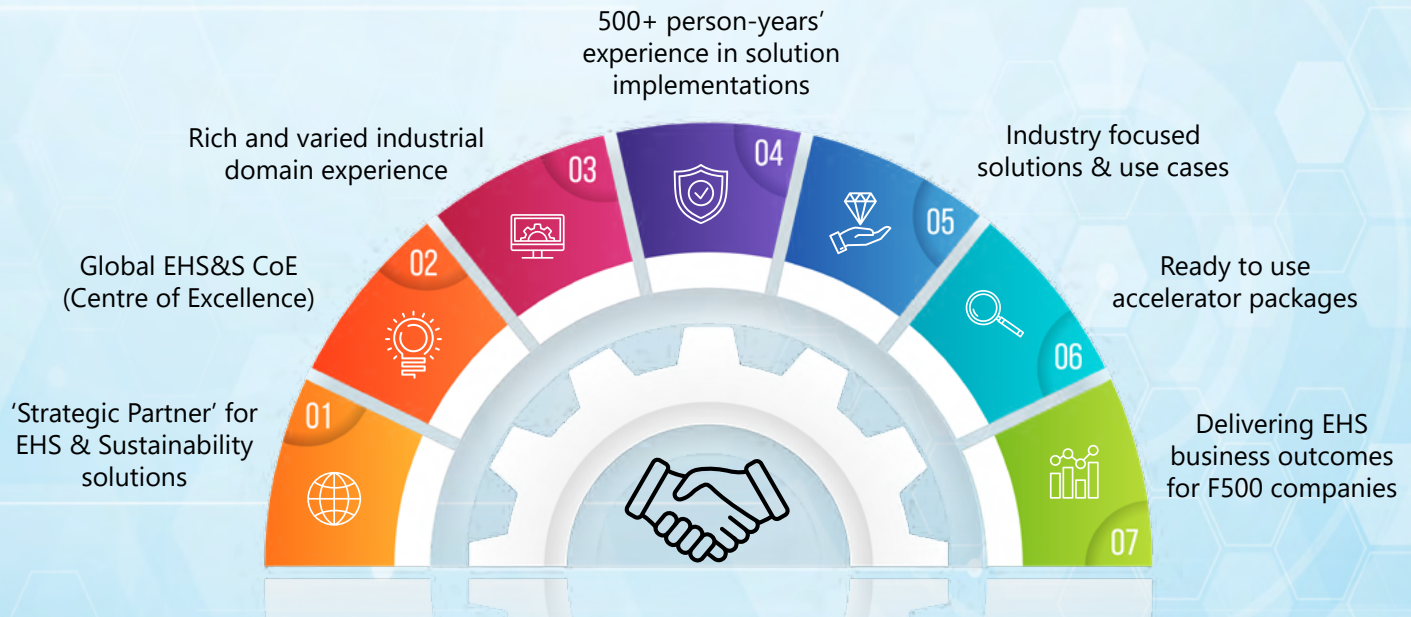 01
'Strategic Partner' for
EHS & Sustainability
solutions
02
Global EHS&S CoE
(Centre of Excellence)
03
Rich and varied industrial
domain experience
04
500+ person-years’
experience in solution
implementations
05
Industry focused
solutions & use cases
06
Ready to use
accelerator packages
07
Delivering EHS
business outcomes
for F500 companies